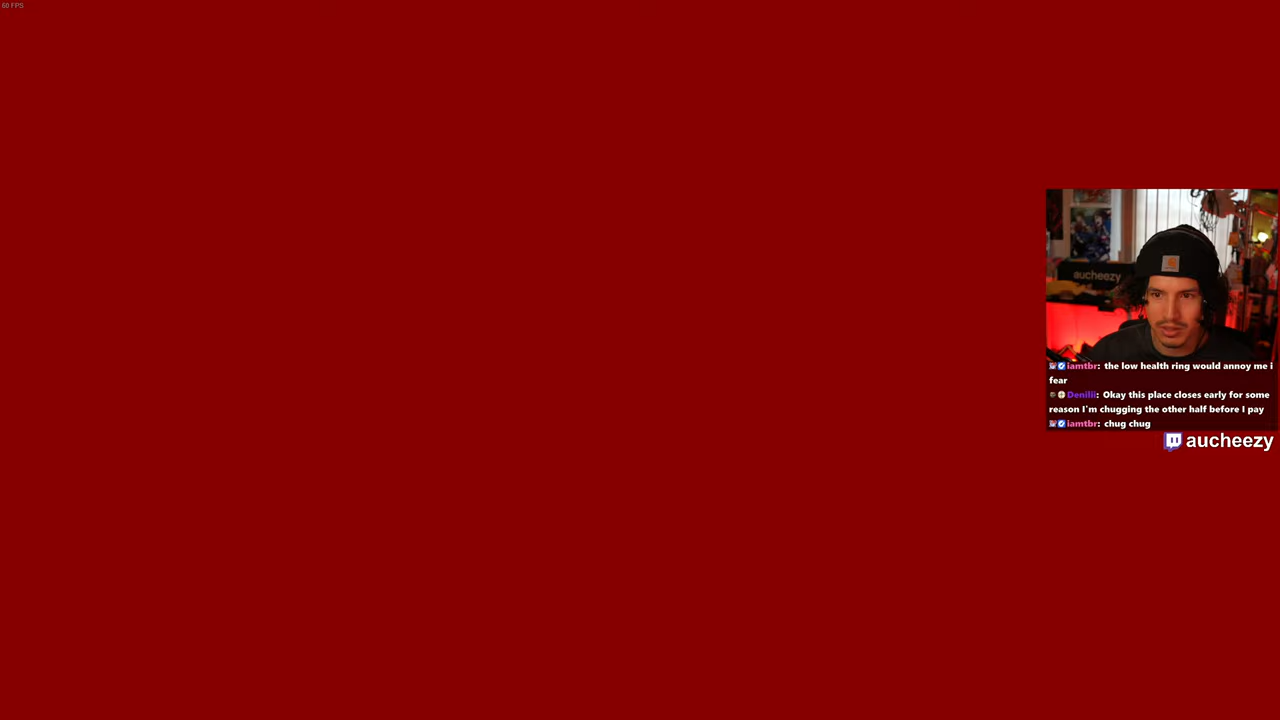 60 FPS
aucheezy
iamtbr: the low health ring would annoy me i
fear
Denilii: Okay this place closes early for some
reason I'm chugging the other half before I pay
iamtbr: chug chug
aucheezy